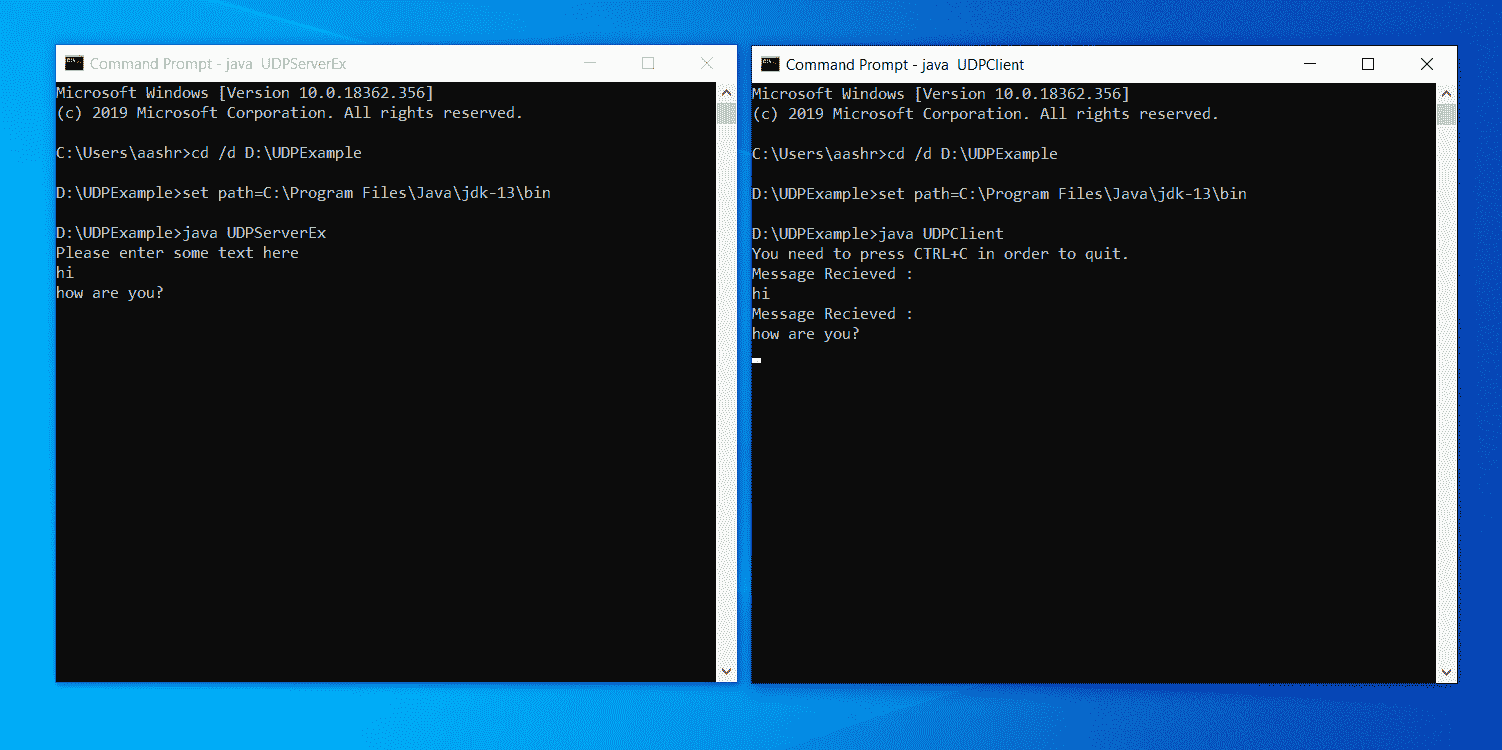 Command Prompt - java  UDPServerEx
Microsoft Windows [Version 10.0.18362.356]
(c) 2019 Microsoft Corporation. All rights reserved.
C:\Users\aashr>cd /d D:\UDPExample
D:\UDPExample>set path=C:\Program Files\Java\jdk-13\bin
D:\UDPExample>java UDPServerEx
Please enter some text here
hi
how are you?
Command Prompt - java  UDPClient
Microsoft Windows [Version 10.0.18362.356]
(c) 2019 Microsoft Corporation. All rights reserved.
C:\Users\aashr>cd /d D:\UDPExample
D:\UDPExample>set path=C:\Program Files\Java\jdk-13\bin
D:\UDPExample>java UDPClient
You need to press CTRL+C in order to quit.
Message Recieved :
hi
Message Recieved :
how are you?